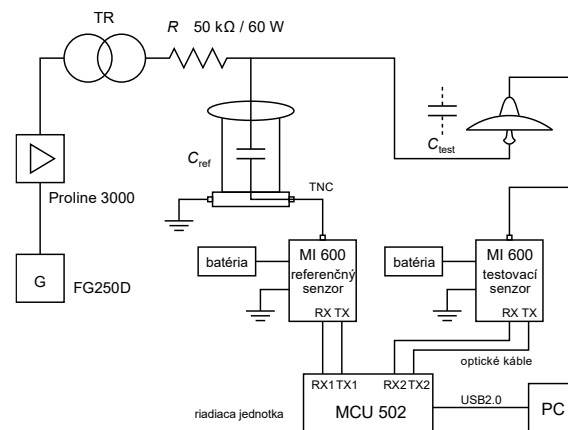 TR
R 50 kΩ / 60 W
Cref
Ctest
Proline 3000
TNC
G
FG250D
batéria
MI 600
referenčný
senzor
RX TX
batéria
MI 600
testovací
senzor
RX TX
optické káble
RX1 TX1
RX2 TX2
riadiaca jednotka
MCU 502
USB2.0
PC